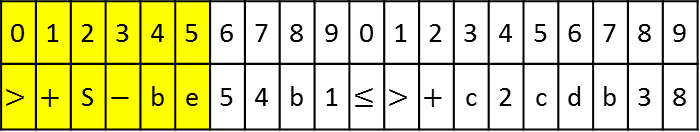 0 1 2 3 4 5 6 7 8 9 0 1 2 3 4 5 6 7 8 9
> + S − b e 5 4 b 1 ≤ > + c 2 c d b 3 8